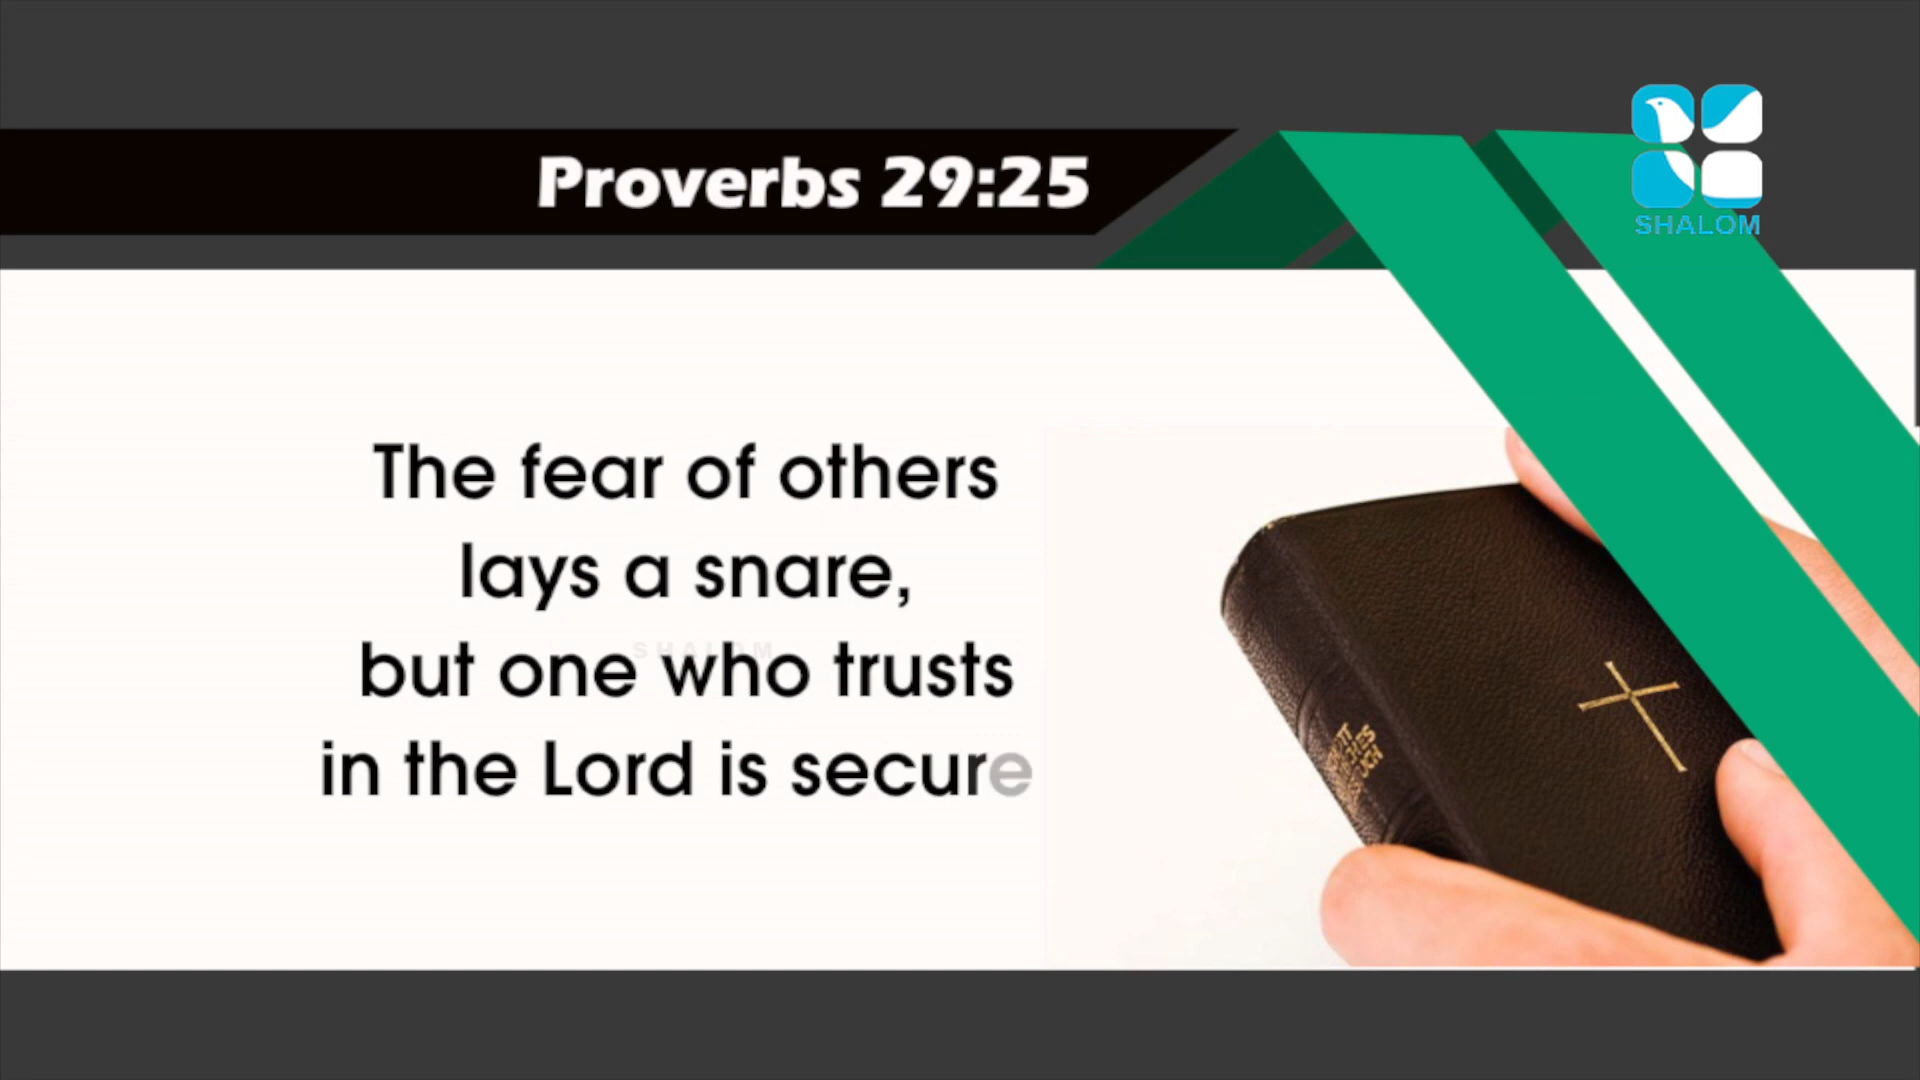 Proverbs 29:25
SHALOM
The fear of others
lays a snare,
but one who trusts
SHALOM
in the Lord is secure